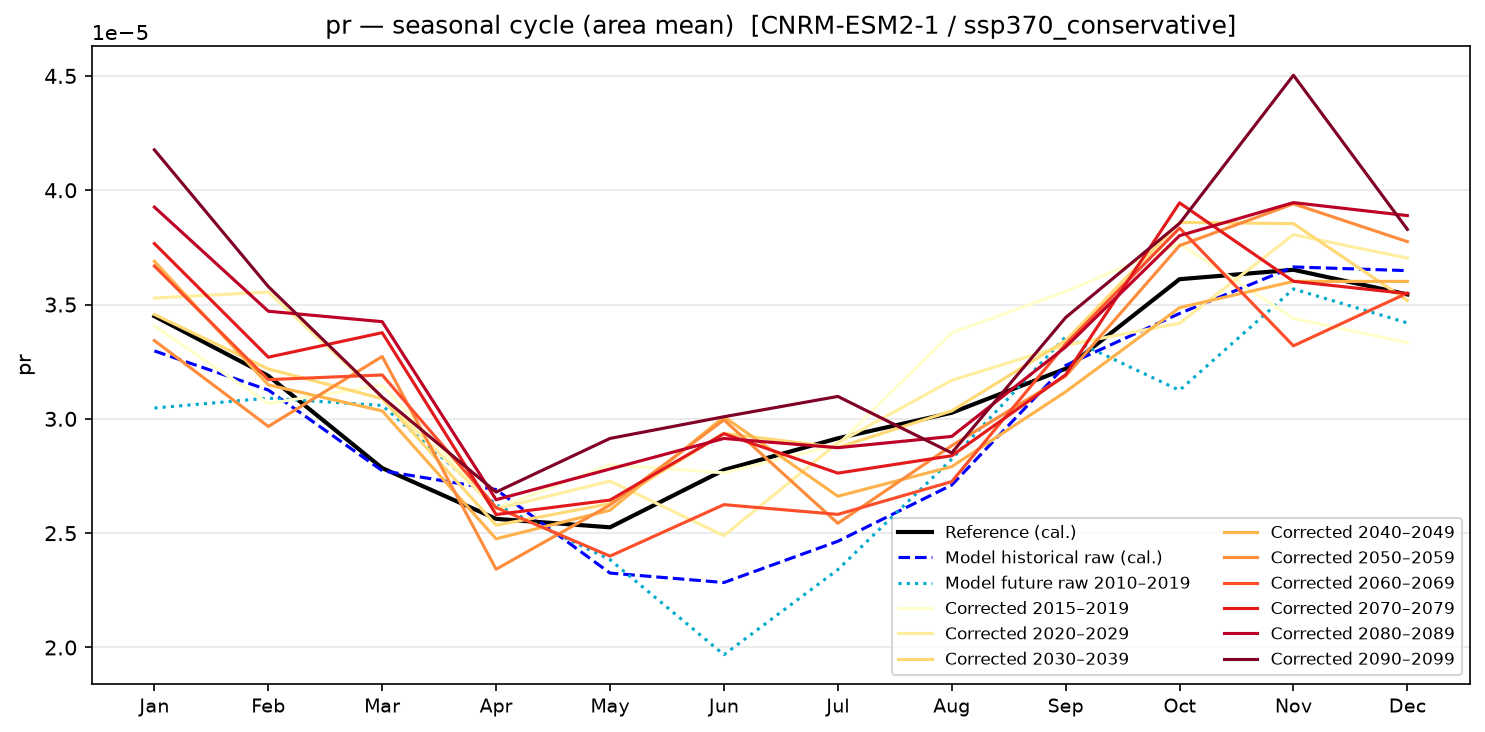 pr — seasonal cycle (area mean)  [CNRM-ESM2-1 / ssp370_conservative]
1e−5
4.5
4.0
3.5
3.0
2.5
2.0
pr
Jan Feb Mar Apr May Jun Jul Aug Sep Oct Nov Dec
Reference (cal.)
Model historical raw (cal.)
Model future raw 2010–2019
Corrected 2015–2019
Corrected 2020–2029
Corrected 2030–2039
Corrected 2040–2049
Corrected 2050–2059
Corrected 2060–2069
Corrected 2070–2079
Corrected 2080–2089
Corrected 2090–2099